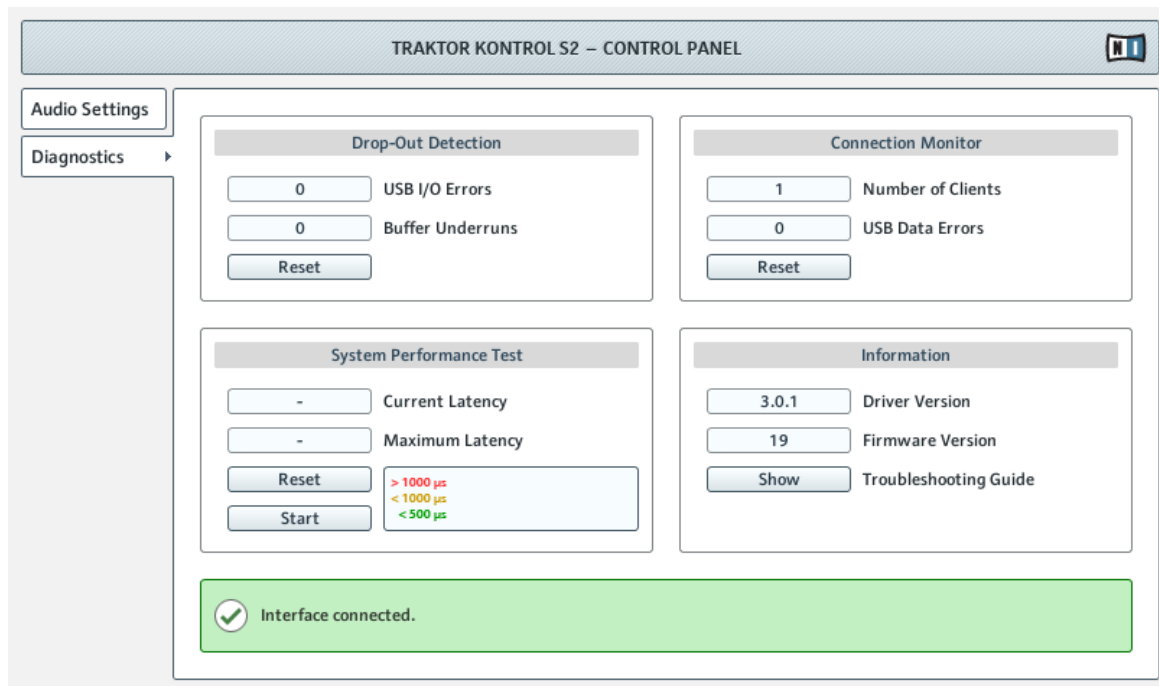 TRAKTOR KONTROL S2 – CONTROL PANEL
NI
Audio Settings
Diagnostics
Drop-Out Detection
0 USB I/O Errors
0 Buffer Underruns
Reset
Connection Monitor
1 Number of Clients
0 USB Data Errors
Reset
System Performance Test
- Current Latency
- Maximum Latency
Reset
Start
> 1000 µs
< 1000 µs
< 500 µs
Information
3.0.1 Driver Version
19 Firmware Version
Show Troubleshooting Guide
Interface connected.